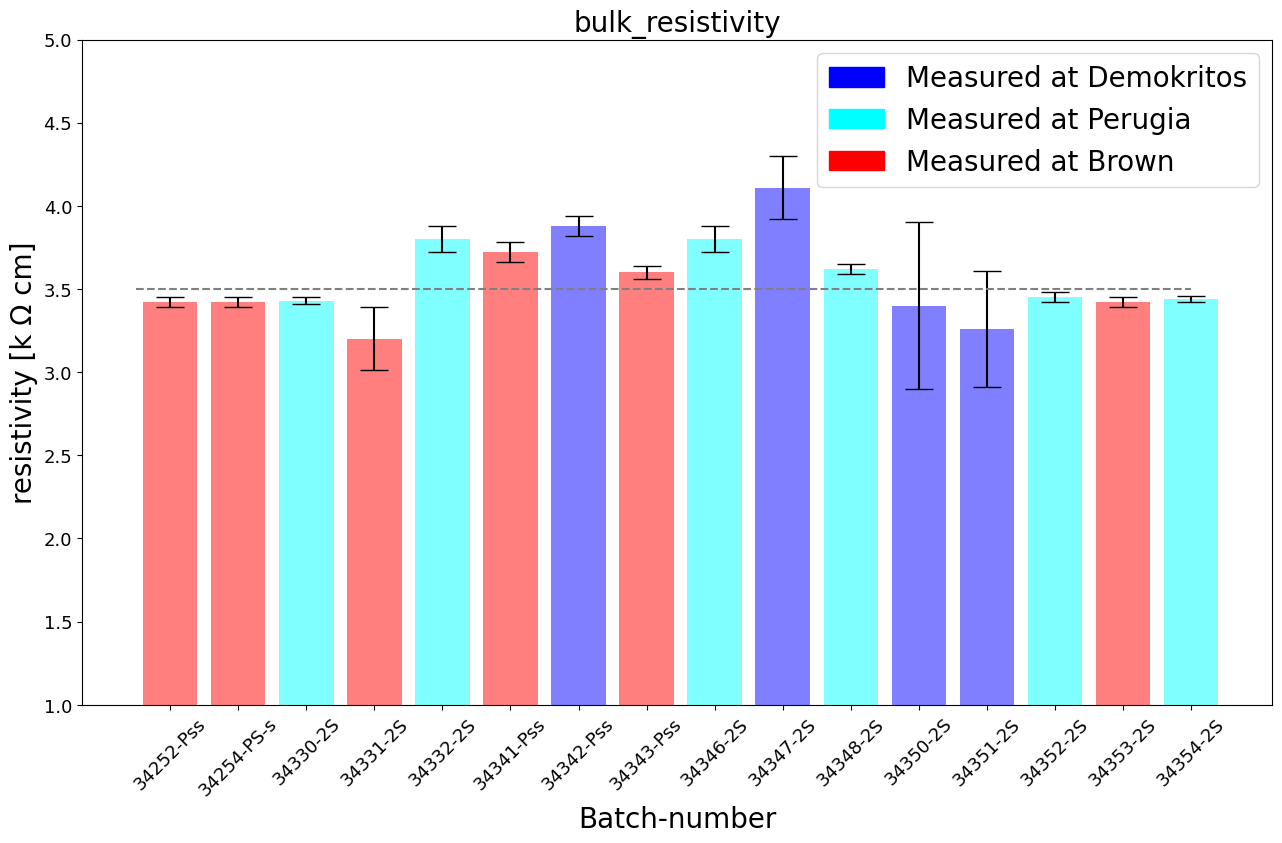 bulk_resistivity
Measured at Demokritos
Measured at Perugia
Measured at Brown
resistivity [k Ω cm]
5.0
4.5
4.0
3.5
3.0
2.5
2.0
1.5
1.0
34252-Pss
34254-PS-s
34330-2S
34331-2S
34332-2S
34341-Pss
34342-Pss
34343-Pss
34346-2S
34347-2S
34348-2S
34350-2S
34351-2S
34352-2S
34353-2S
34354-2S
Batch-number